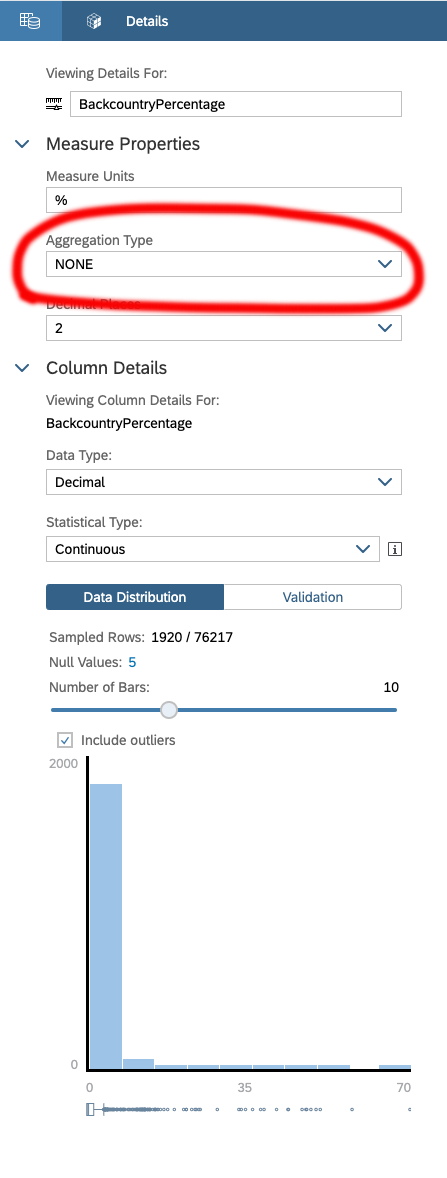 Details
Viewing Details For:
BackcountryPercentage
Measure Properties
Measure Units
%
Aggregation Type
NONE
Decimal Places
2
Column Details
Viewing Column Details For:
BackcountryPercentage
Data Type:
Decimal
Statistical Type:
Continuous
Data Distribution Validation
Sampled Rows: 1920 / 76217
Null Values: 5
Number of Bars: 10
Include outliers
2000
0
0 35 70